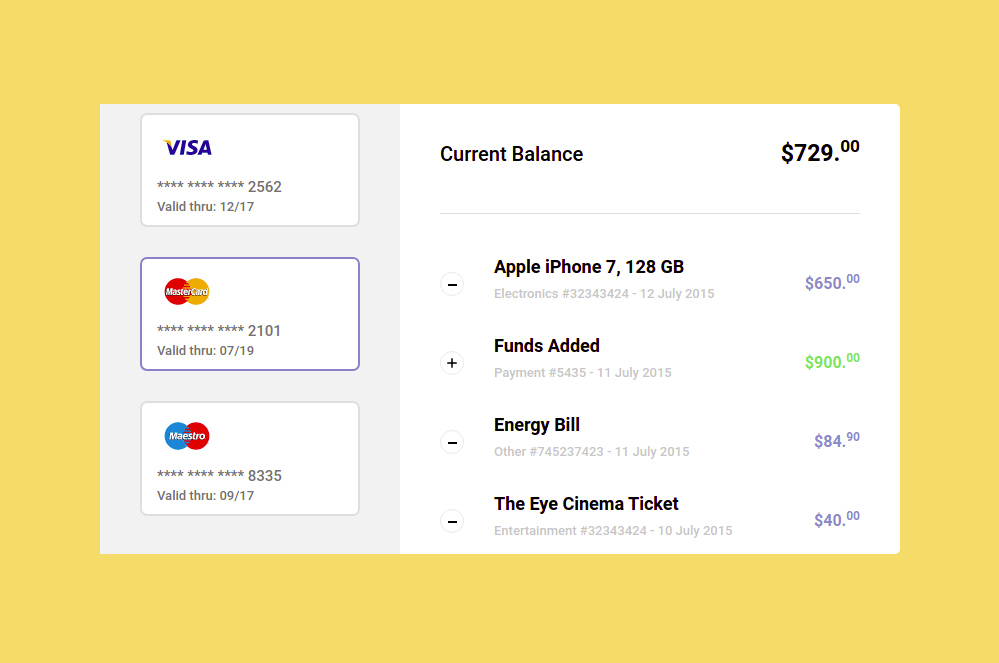 VISA
**** **** **** 2562
Valid thru: 12/17
MasterCard
**** **** **** 2101
Valid thru: 07/19
Maestro
**** **** **** 8335
Valid thru: 09/17
Current Balance $729.00
Apple iPhone 7, 128 GB
Electronics #32343424 - 12 July 2015
$650.00
Funds Added
Payment #5435 - 11 July 2015
$900.00
Energy Bill
Other #745237423 - 11 July 2015
$84.90
The Eye Cinema Ticket
Entertainment #32343424 - 10 July 2015
$40.00